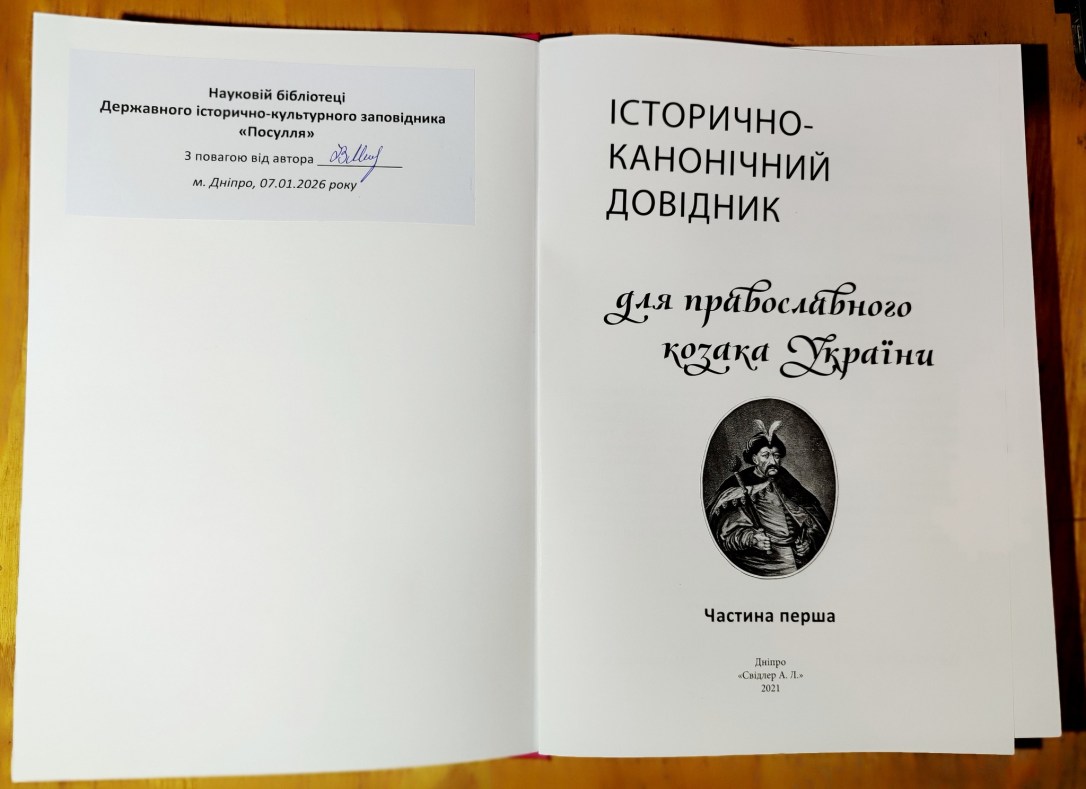 Науковій бібліотеці
Державного історично-культурного заповідника
«Посулля»
З повагою від автора
м. Дніпро, 07.01.2026 року
ІСТОРИЧНО-
КАНОНІЧНИЙ
ДОВІДНИК
для православного
козака України
Частина перша
Дніпро
«Свідлер А. Л.»
2021